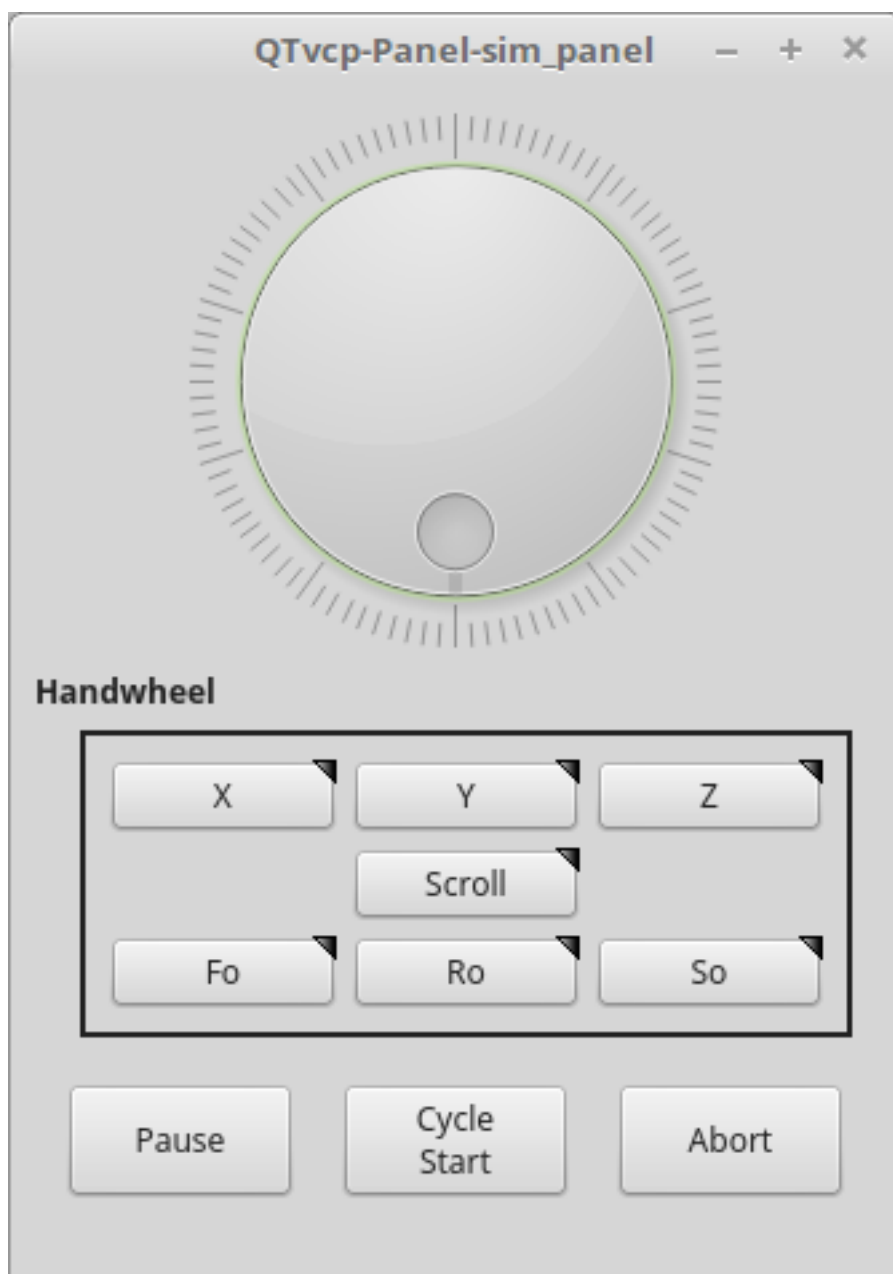 QTvcp-Panel-sim_panel
Handwheel
X
Y
Z
Scroll
Fo
Ro
So
Pause
Cycle
Start
Abort